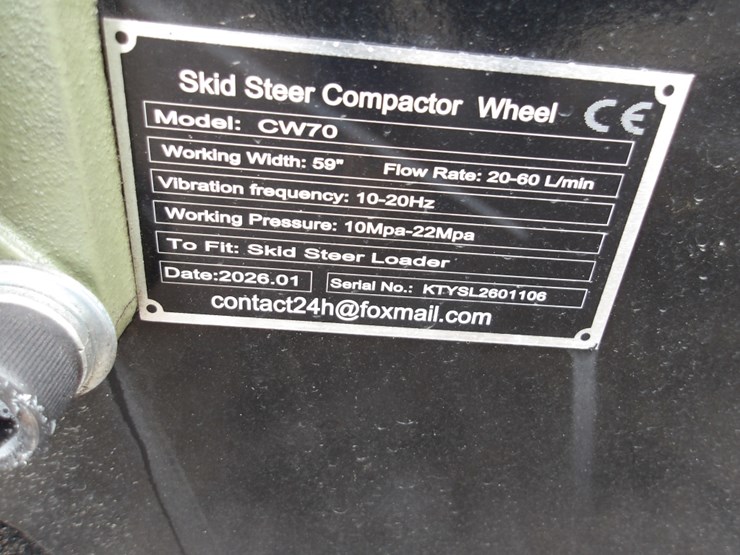 Skid Steer Compactor Wheel CE
Model: CW70
Working Width: 59" Flow Rate: 20-60 L/min
Vibration frequency: 10-20Hz
Working Pressure: 10Mpa-22Mpa
To Fit: Skid Steer Loader
Date:2026.01 Serial No.: KTYSL2601106
contact24h@foxmail.com